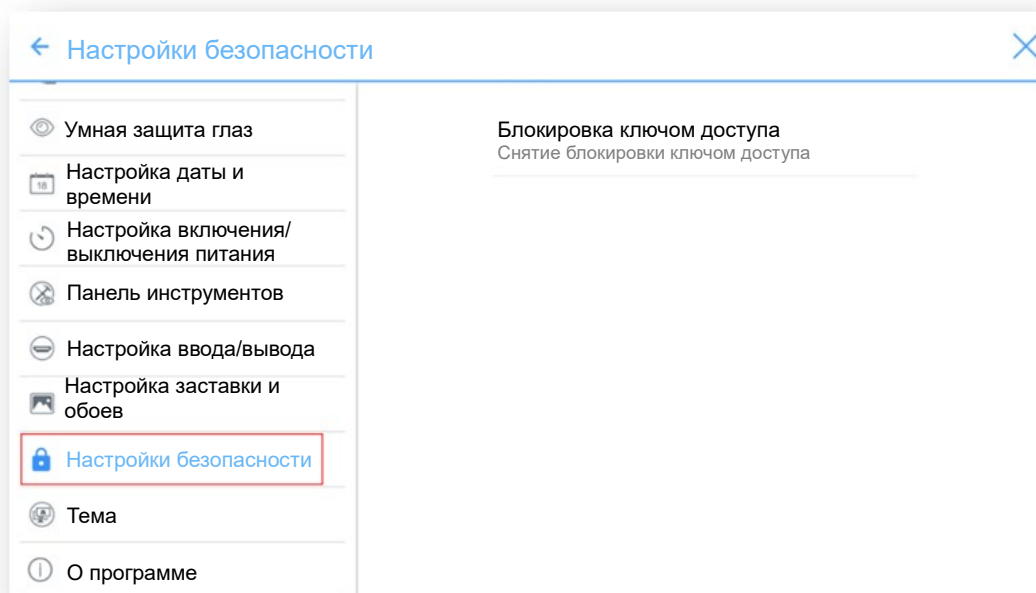 Настройки безопасности
Умная защита глаз
Настройка даты и
времени
Настройка включения/
выключения питания
Панель инструментов
Настройка ввода/вывода
Настройка заставки и
обоев
Настройки безопасности
Тема
О программе
Блокировка ключом доступа
Снятие блокировки ключом доступа